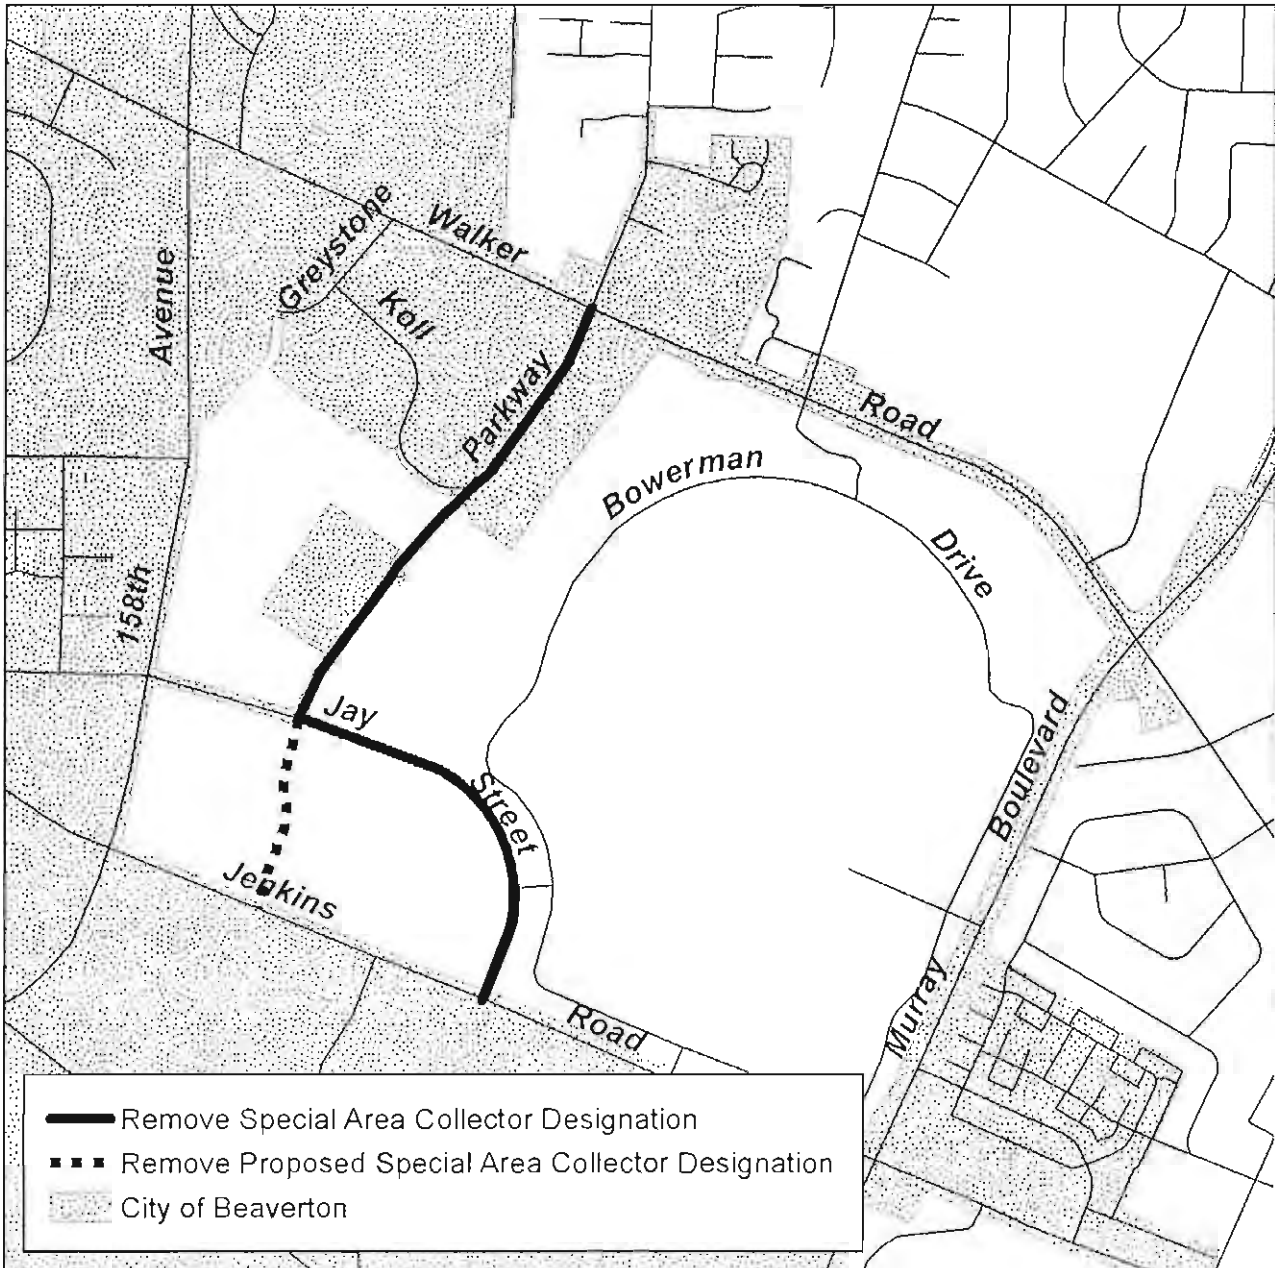 Greystone
Walker
Avenue
Koll
Parkway
Road
Bowerman
Drive
158th
Jay
Street
Boulevard
Jenkins
Road
Murray
Remove Special Area Collector Designation
Remove Proposed Special Area Collector Designation
City of Beaverton